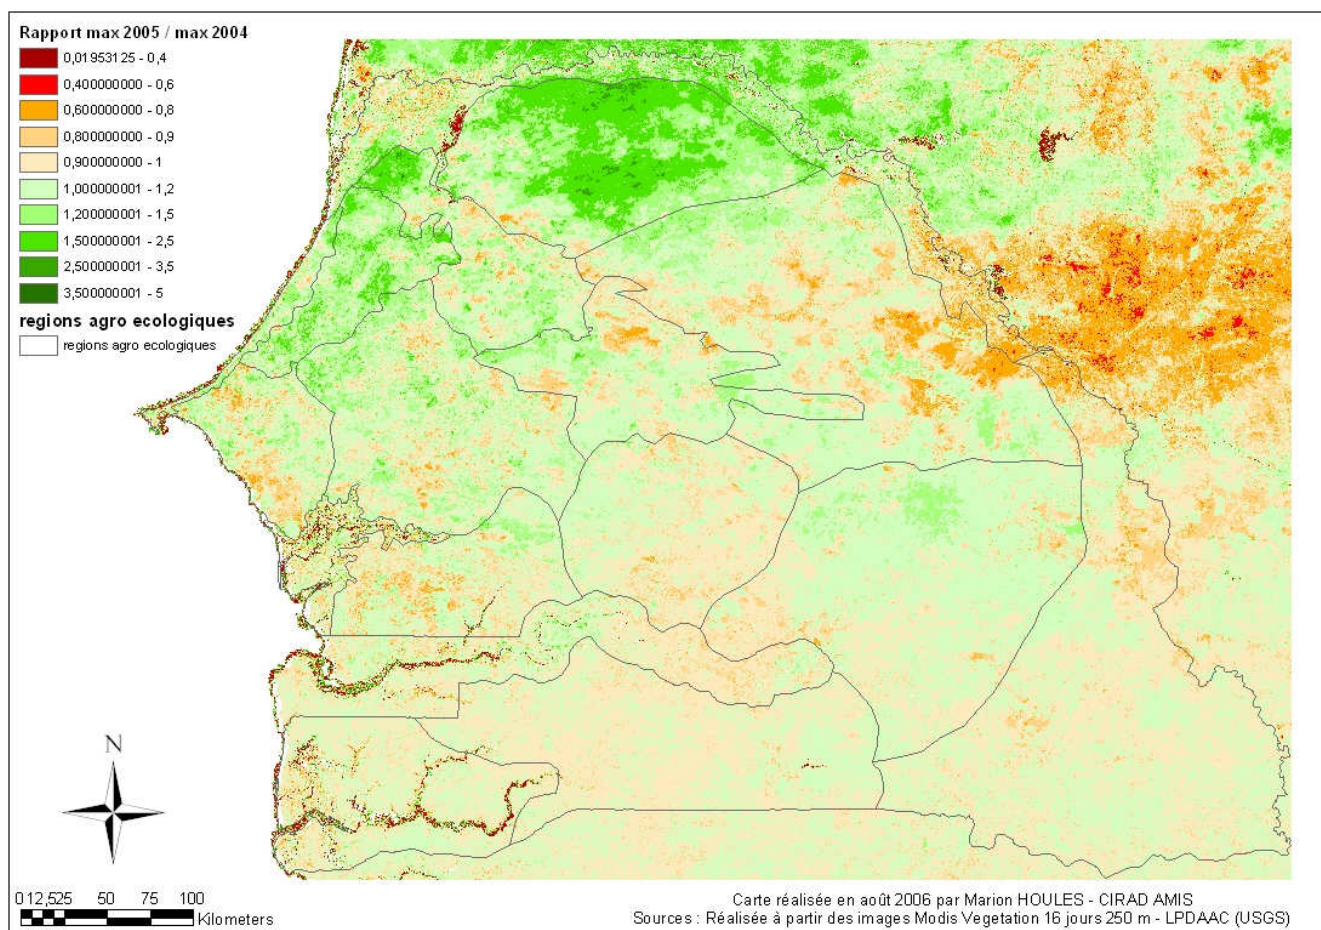 Rapport max 2005 / max 2004
0,01953125 - 0,4
0,400000000 - 0,6
0,600000000 - 0,8
0,800000000 - 0,9
0,900000000 - 1
1,000000001 - 1,2
1,200000001 - 1,5
1,500000001 - 2,5
2,500000001 - 3,5
3,500000001 - 5
regions agro ecologiques
regions agro ecologiques
N
0 12,525 50 75 100
Kilometers
Carte réalisée en août 2006 par Marion HOULES - CIRAD AMIS
Sources : Réalisée à partir des images Modis Vegetation 16 jours 250 m - LPDAAC (USGS)